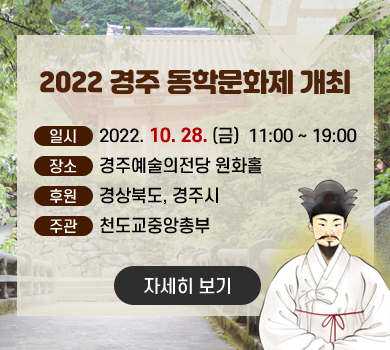 2022 경주 동학문화제 개최
일시 2022. 10. 28. (금) 11:00 ~ 19:00
장소 경주예술의전당 원화홀
후원 경상북도, 경주시
주관 천도교중앙총부
자세히 보기